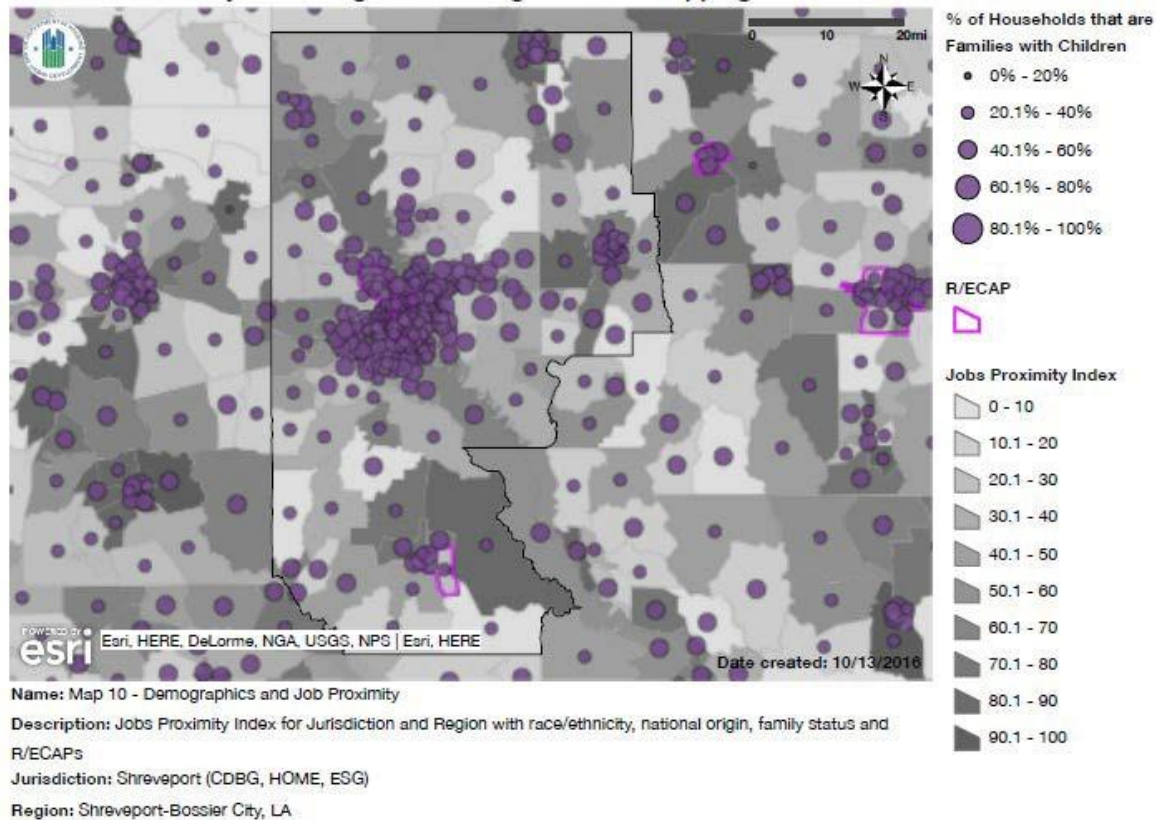 0 10 20mi
N
W E
S
% of Households that are
Families with Children
0% - 20%
20.1% - 40%
40.1% - 60%
60.1% - 80%
80.1% - 100%
R/ECAP
Jobs Proximity Index
0 - 10
10.1 - 20
20.1 - 30
30.1 - 40
40.1 - 50
50.1 - 60
60.1 - 70
70.1 - 80
80.1 - 90
90.1 - 100
POWERED BY
esri
Esri, HERE, DeLorme, NGA, USGS, NPS | Esri, HERE
Date created: 10/13/2016
Name: Map 10 - Demographics and Job Proximity
Description: Jobs Proximity Index for Jurisdiction and Region with race/ethnicity, national origin, family status and
R/ECAPs
Jurisdiction: Shreveport (CDBG, HOME, ESG)
Region: Shreveport-Bossier City, LA